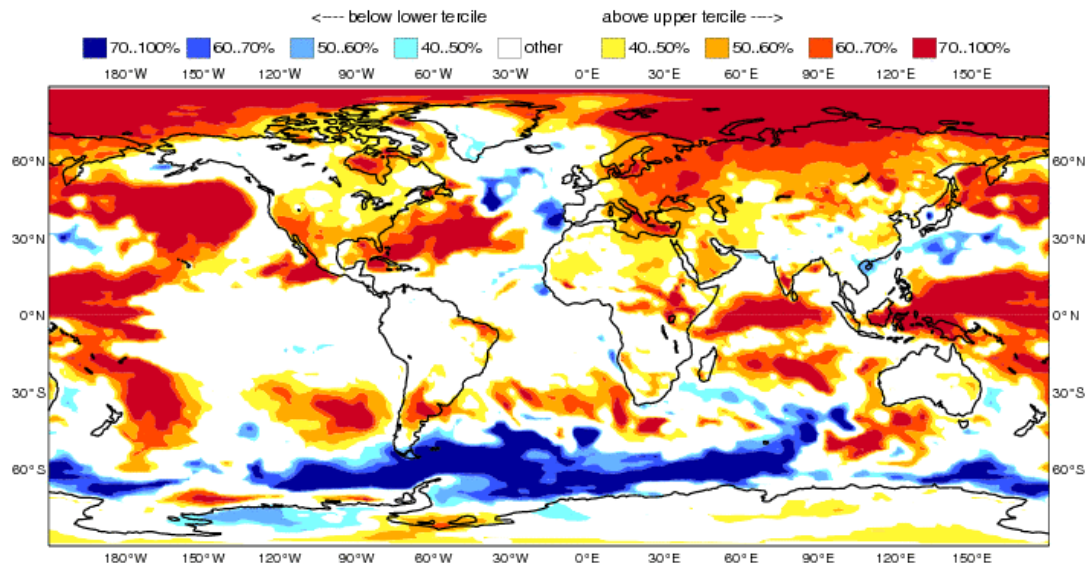 <---- below lower tercile above upper tercile ---->
70..100% 60..70% 50..60% 40..50% other 40..50% 50..60% 60..70% 70..100%
180°W 150°W 120°W 90°W 60°W 30°W 0°E 30°E 60°E 90°E 120°E 150°E
60°N 60°N
30°N 30°N
0°N 0°N
30°S 30°S
60°S 60°S
180°W 150°W 120°W 90°W 60°W 30°W 0°E 30°E 60°E 90°E 120°E 150°E